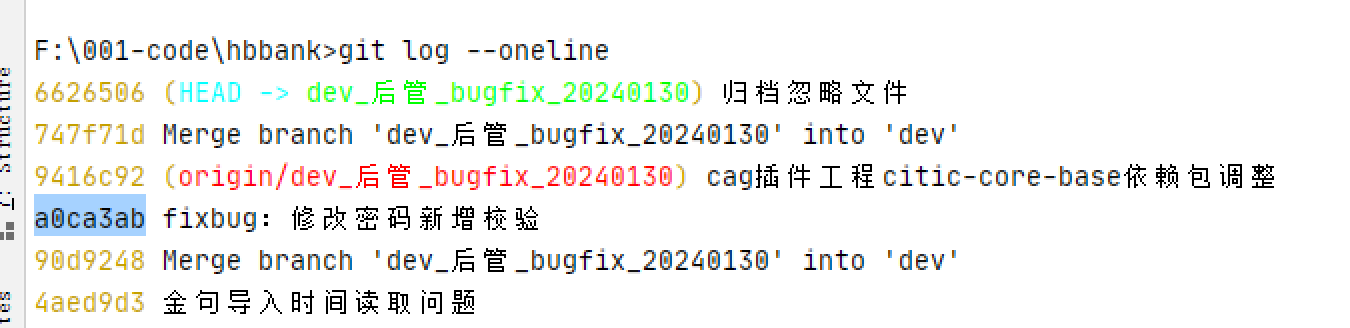 F:\001-code\hbbank>git log --oneline
6626506 (HEAD -> dev_后管_bugfix_20240130) 归档忽略文件
747f71d Merge branch 'dev_后管_bugfix_20240130' into 'dev'
9416c92 (origin/dev_后管_bugfix_20240130) cag插件工程citic-core-base依赖包调整
a0ca3ab fixbug: 修改密码新增校验
90d9248 Merge branch 'dev_后管_bugfix_20240130' into 'dev'
4aed9d3 金句导入时间读取问题
Z: Structure